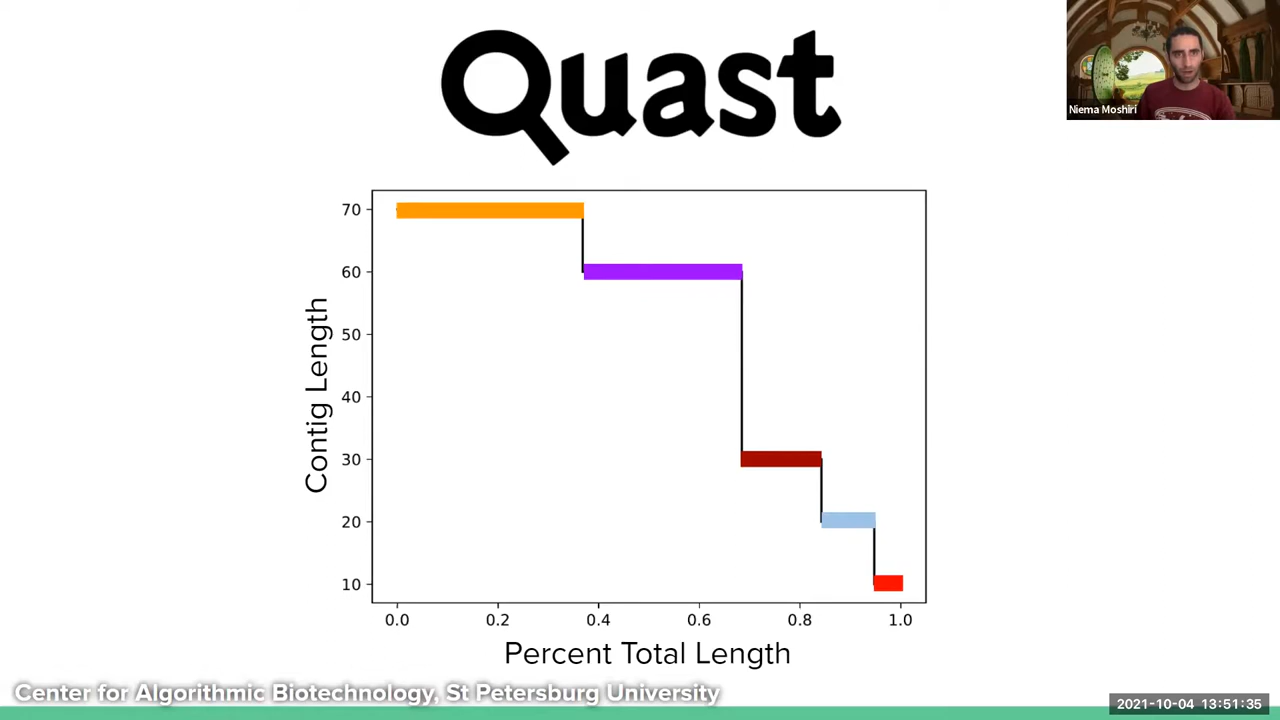 Quast
Niema Moshiri
70
60
50
40
30
20
10
Contig Length
0.0 0.2 0.4 0.6 0.8 1.0
Percent Total Length
Center for Algorithmic Biotechnology, St Petersburg University
2021-10-04 13:51:35